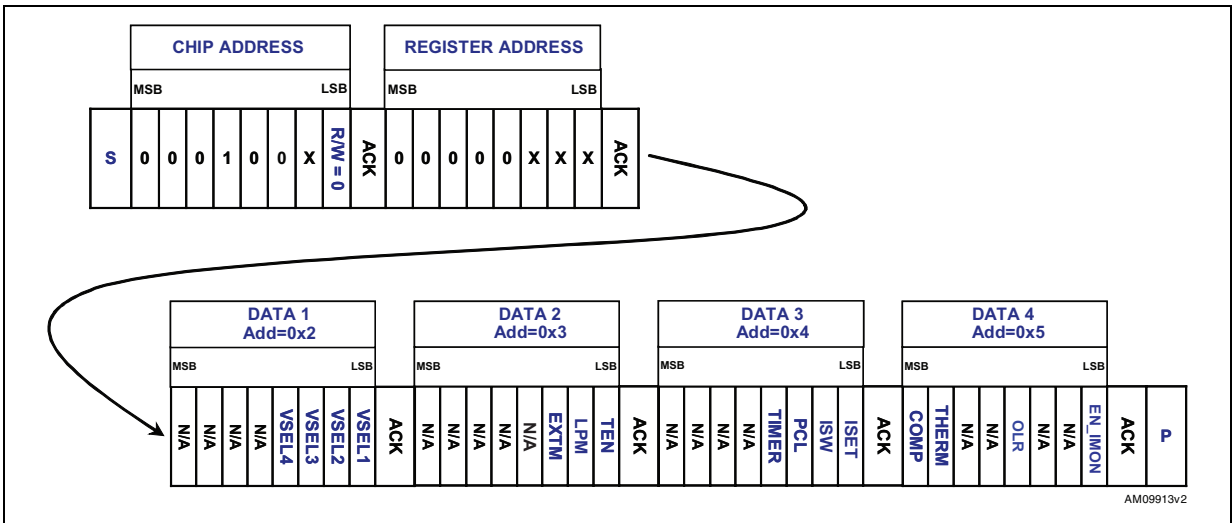 CHIP ADDRESS REGISTER ADDRESS
MSB LSB MSB LSB
S 0 0 0 1 0 0 X R/W = 0 ACK 0 0 0 0 0 X X X ACK
DATA 1 DATA 2 DATA 3 DATA 4
Add=0x2 Add=0x3 Add=0x4 Add=0x5
MSB LSB MSB LSB MSB LSB MSB LSB
N/A N/A N/A N/A VSEL4 VSEL3 VSEL2 VSEL1 ACK N/A N/A N/A N/A N/A EXTM LPM TEN ACK N/A N/A N/A N/A TIMER PCL ISW ISET ACK COMP THERM N/A N/A OLR N/A N/A EN_IMON ACK P
AM09913v2